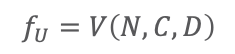 f_U = V(N, C, D)